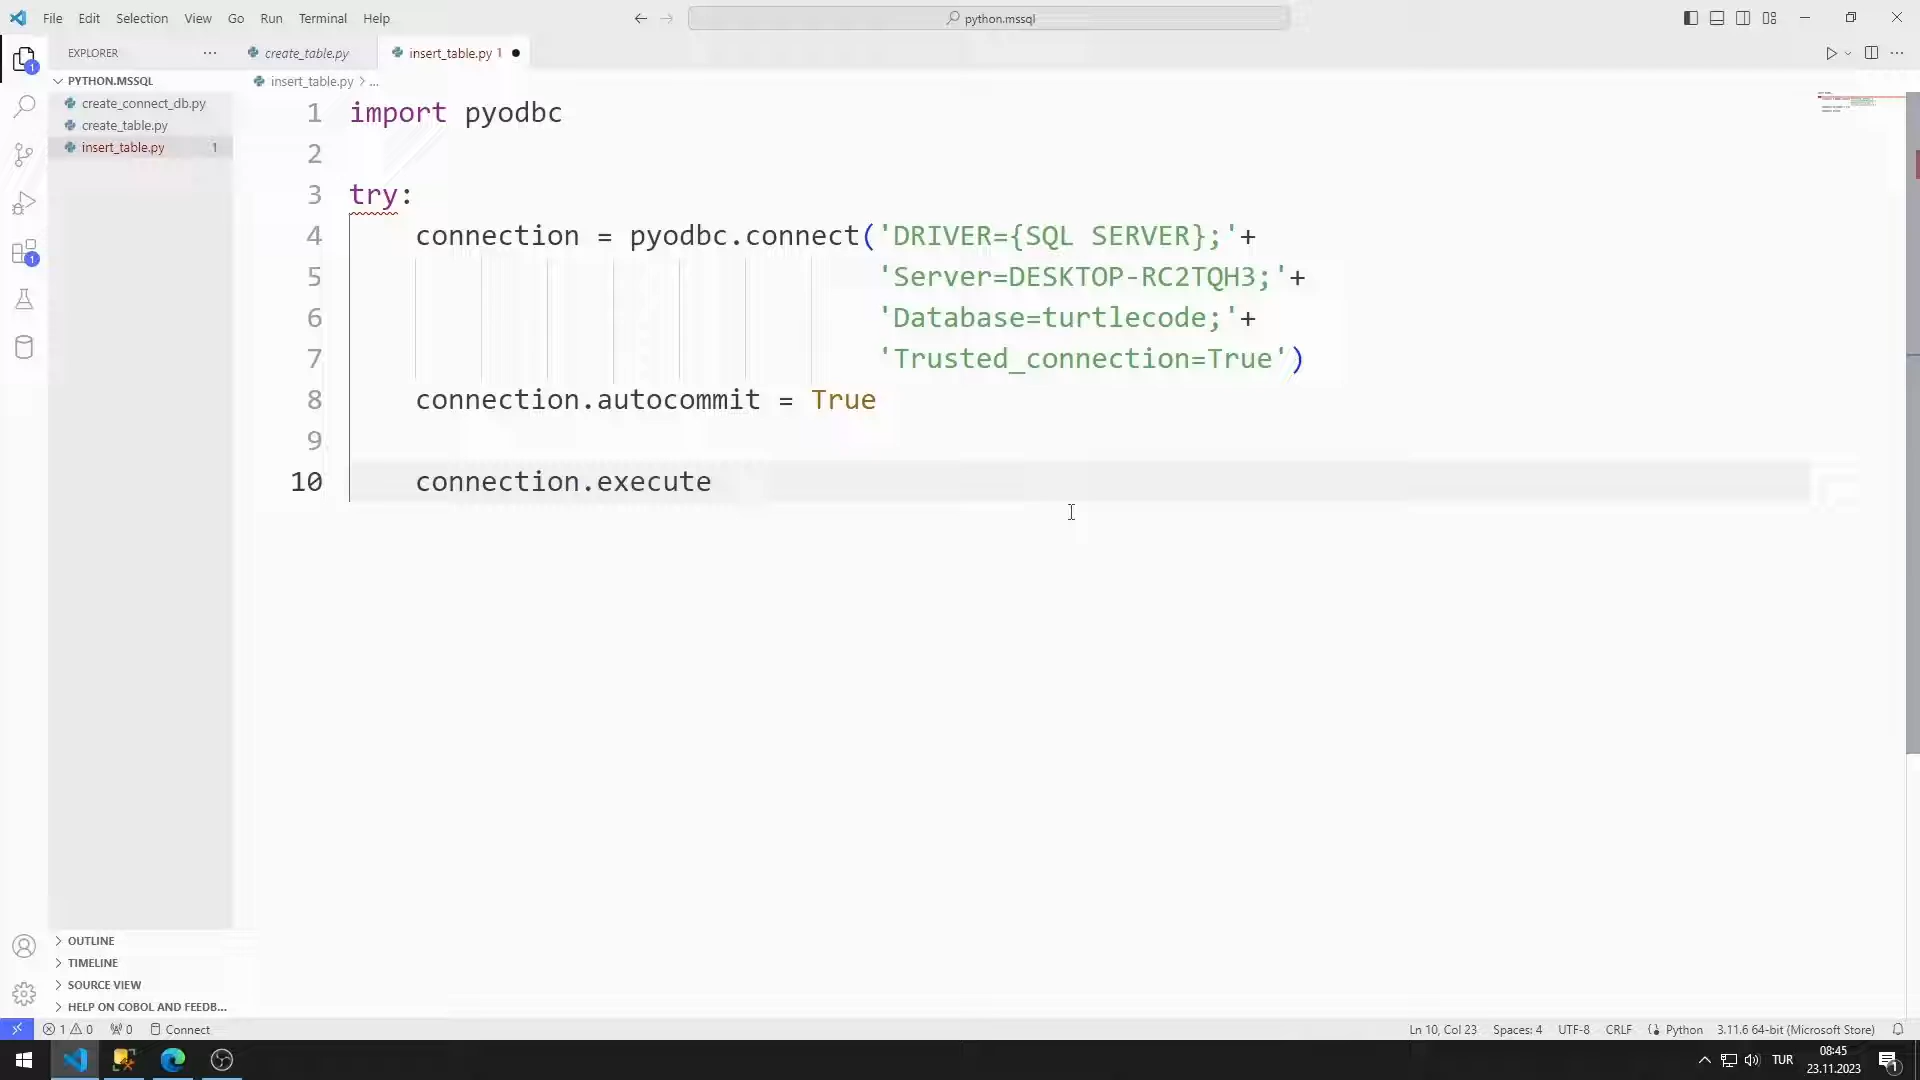 File Edit Selection View Go Run Terminal Help
python.mssql
EXPLORER
create_table.py
insert_table.py 1
PYTHON.MSSQL
insert_table.py > ...
create_connect_db.py
create_table.py
insert_table.py 1
1 import pyodbc
2
3 try:
4 connection = pyodbc.connect('DRIVER={SQL SERVER};'+
5 'Server=DESKTOP-RC2TQH3;'+
6 'Database=turtlecode;'+
7 'Trusted_connection=True')
8 connection.autocommit = True
9
10 connection.execute
1
1
OUTLINE
TIMELINE
SOURCE VIEW
HELP ON COBOL AND FEEDB...
1 0 0 Connect
Ln 10, Col 23 Spaces: 4 UTF-8 CRLF Python 3.11.6 64-bit (Microsoft Store)
TUR
08:45
23.11.2023
1